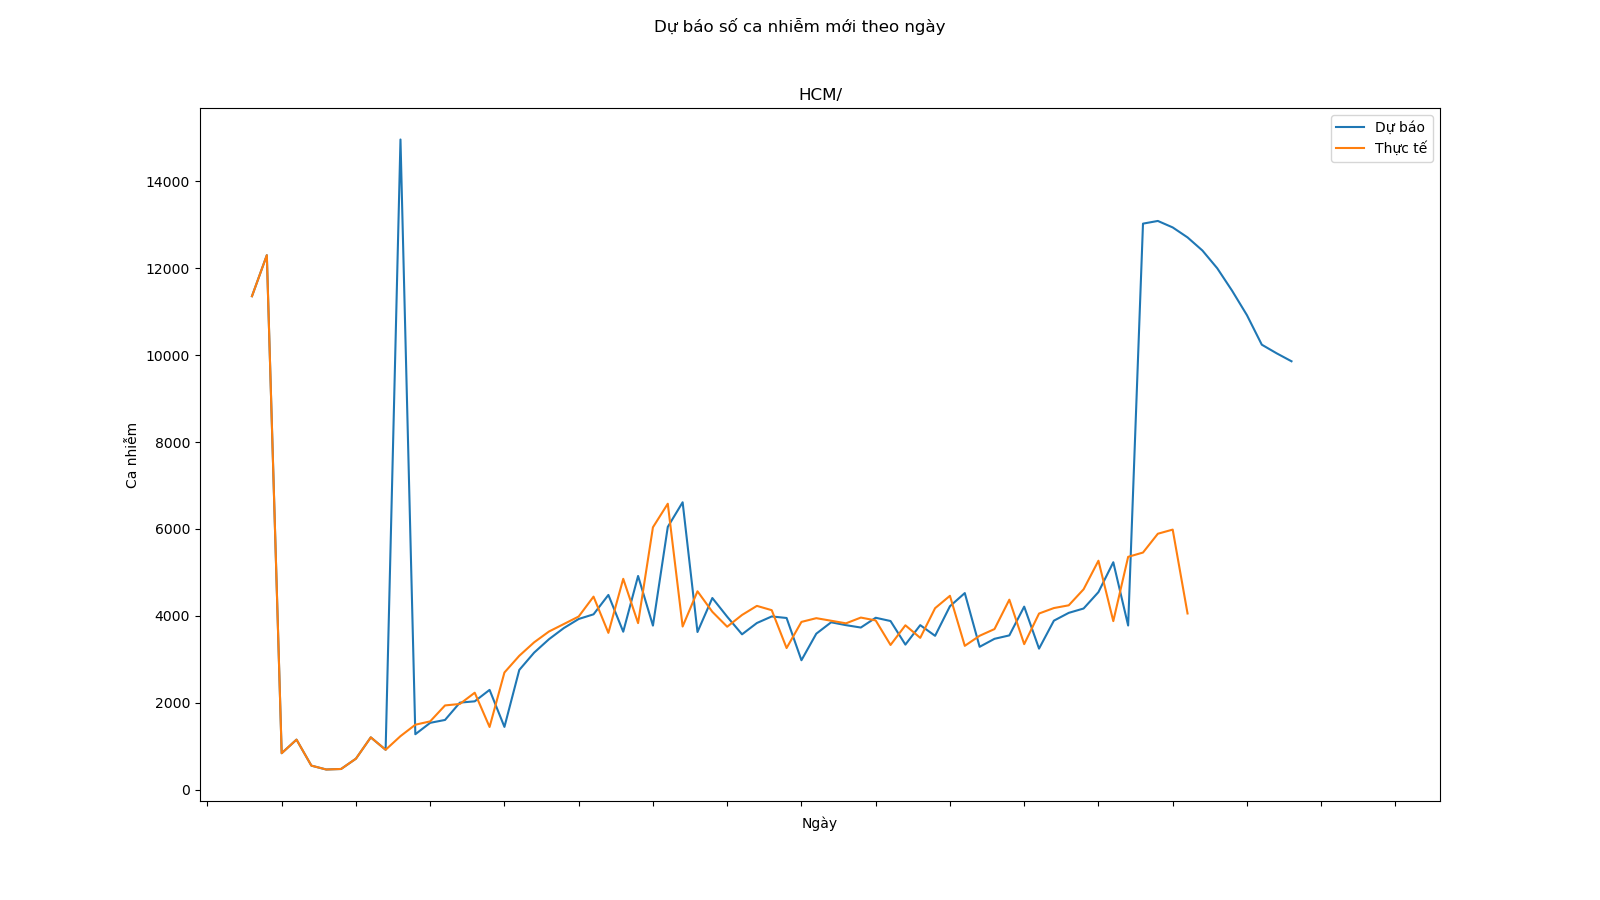 Dự báo số ca nhiễm mới theo ngày
HCM/
Dự báo
Thực tế
14000
12000
10000
8000
6000
4000
2000
0
Ca nhiễm
Ngày